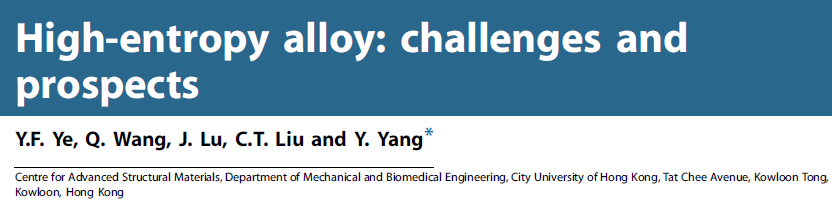 High-entropy alloy: challenges and
prospects
Y.F. Ye, Q. Wang, J. Lu, C.T. Liu and Y. Yang*
Centre for Advanced Structural Materials, Department of Mechanical and Biomedical Engineering, City University of Hong Kong, Tat Chee Avenue, Kowloon Tong,
Kowloon, Hong Kong